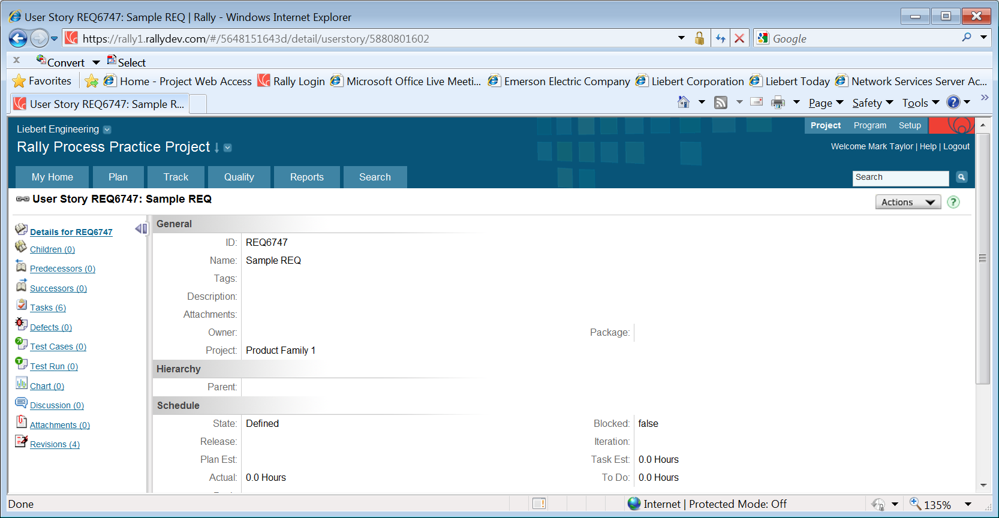 User Story REQ6747: Sample REQ | Rally - Windows Internet Explorer
https://rally1.rallydev.com/#/5648151643d/detail/userstory/5880801602
Google
x Convert Select
Favorites Home - Project Web Access Rally Login Microsoft Office Live Meeti... Emerson Electric Company Liebert Corporation Liebert Today Network Services Server Ac...
User Story REQ6747: Sample R...
Page Safety Tools
Liebert Engineering
Project Program Setup
Rally Process Practice Project
Welcome Mark Taylor | Help | Logout
My Home Plan Track Quality Reports Search
Search
User Story REQ6747: Sample REQ
Actions
?
Details for REQ6747
Children (0)
Predecessors (0)
Successors (0)
Tasks (6)
Defects (0)
Test Cases (0)
Test Run (0)
Chart (0)
Discussion (0)
Attachments (0)
Revisions (4)
General
ID: REQ6747
Name: Sample REQ
Tags:
Description:
Attachments:
Owner:
Package:
Project: Product Family 1
Hierarchy
Parent:
Schedule
State: Defined
Blocked: false
Release:
Iteration:
Plan Est:
Task Est: 0.0 Hours
Actual: 0.0 Hours
To Do: 0.0 Hours
Done
Internet | Protected Mode: Off
135%